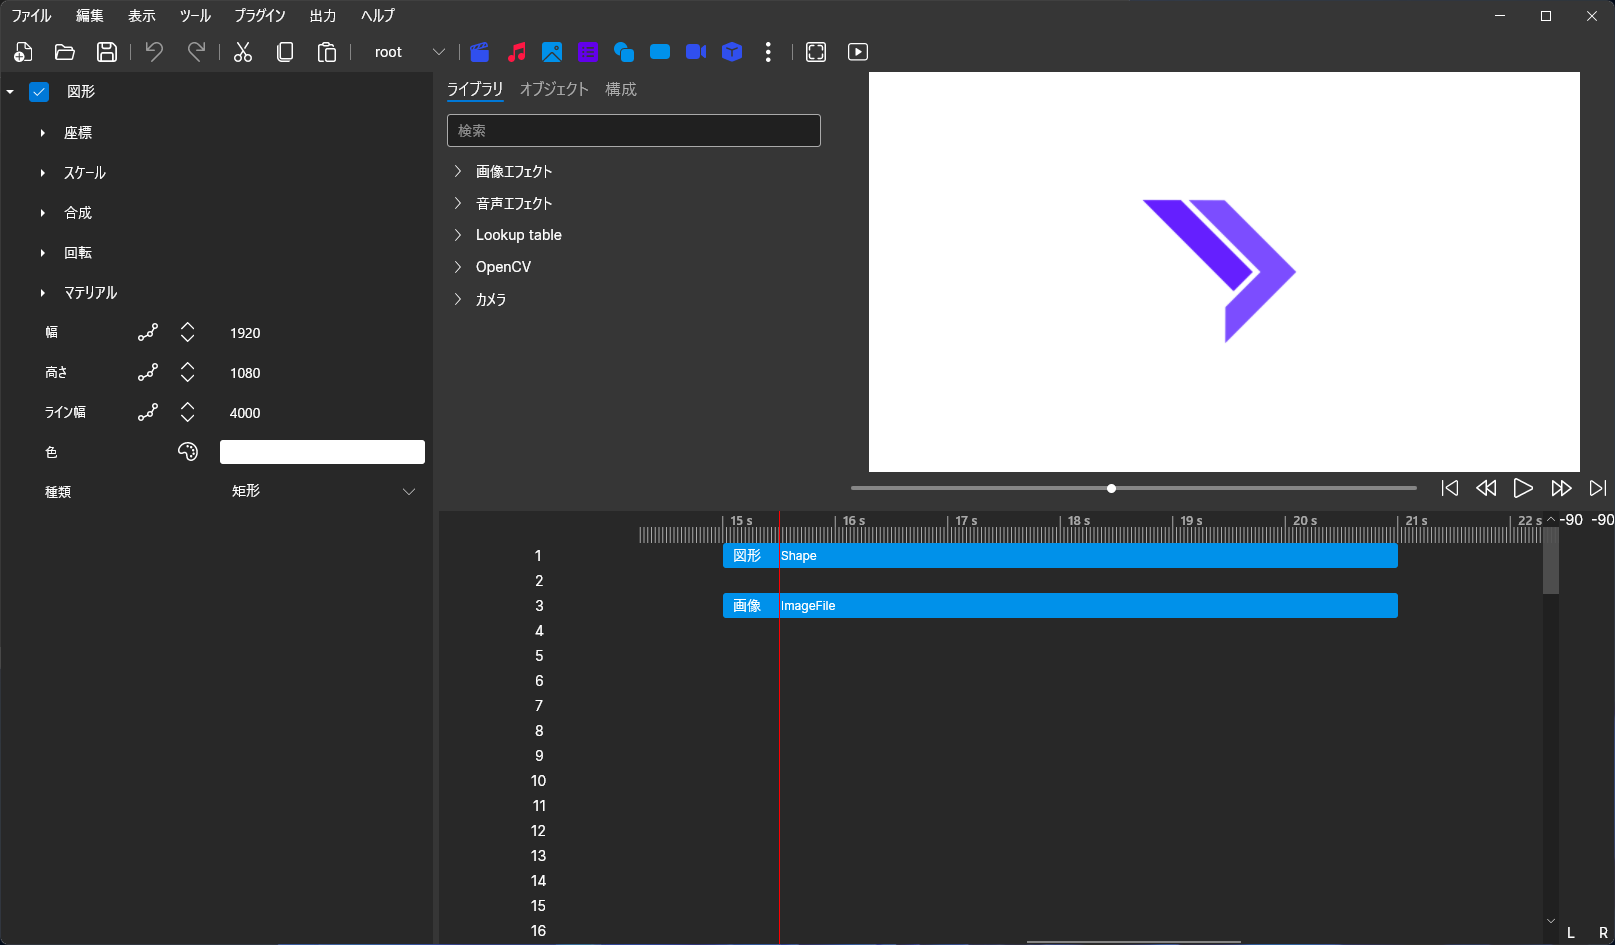 ファイル 編集 表示 ツール プラグイン 出力 ヘルプ
root
図形
座標
スケール
合成
回転
マテリアル
幅 1920
高さ 1080
ライン幅 4000
色
種類 矩形
ライブラリ オブジェクト 構成
検索
画像エフェクト
音声エフェクト
Lookup table
OpenCV
カメラ
15 s 16 s 17 s 18 s 19 s 20 s 21 s 22 s -90 -90
1 図形 Shape
2
3 画像 ImageFile
4
5
6
7
8
9
10
11
12
13
14
15
16
L R